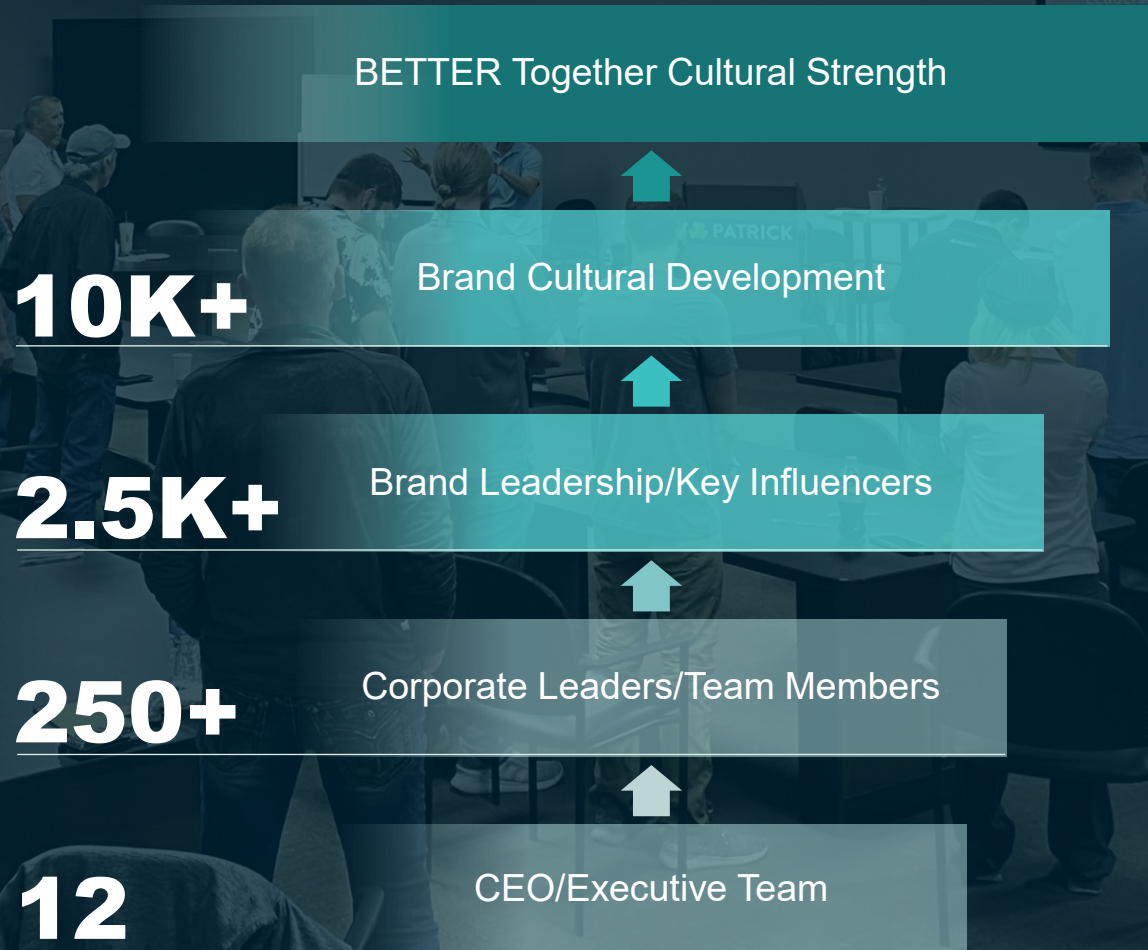 BETTER Together Cultural Strength
PATRICK
10K+
Brand Cultural Development
2.5K+
Brand Leadership/Key Influencers
250+
Corporate Leaders/Team Members
12
CEO/Executive Team